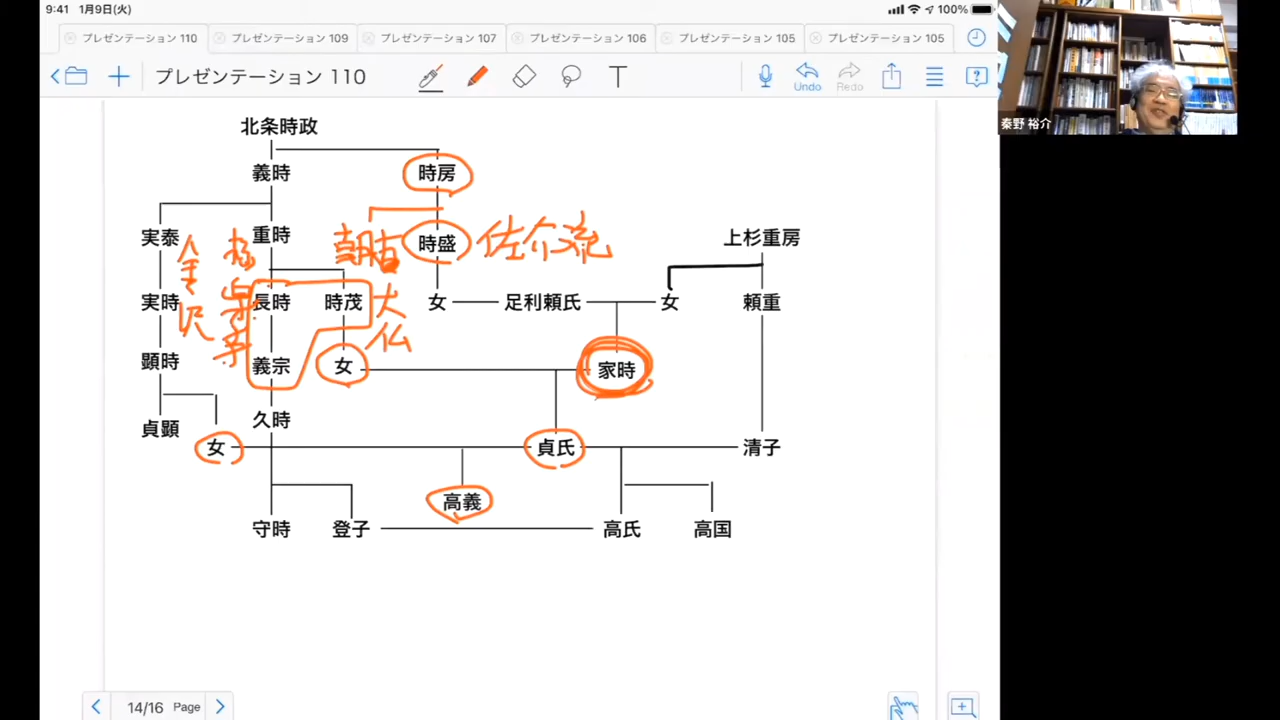 9:41 1月9日(火)
100%
プレゼンテーション 110
プレゼンテーション 109
プレゼンテーション 107
プレゼンテーション 106
プレゼンテーション 105
プレゼンテーション 105
プレゼンテーション 110
T
Undo
Redo
秦野 裕介
北条時政
義時
時房
実泰
重時
朝直
時盛
佐介流
上杉重房
金沢
実時
長時
時茂
大仏
女
足利頼氏
女
頼重
顕時
義宗
女
家時
貞顕
久時
女
貞氏
清子
高義
守時
登子
高氏
高国
14/16 Page